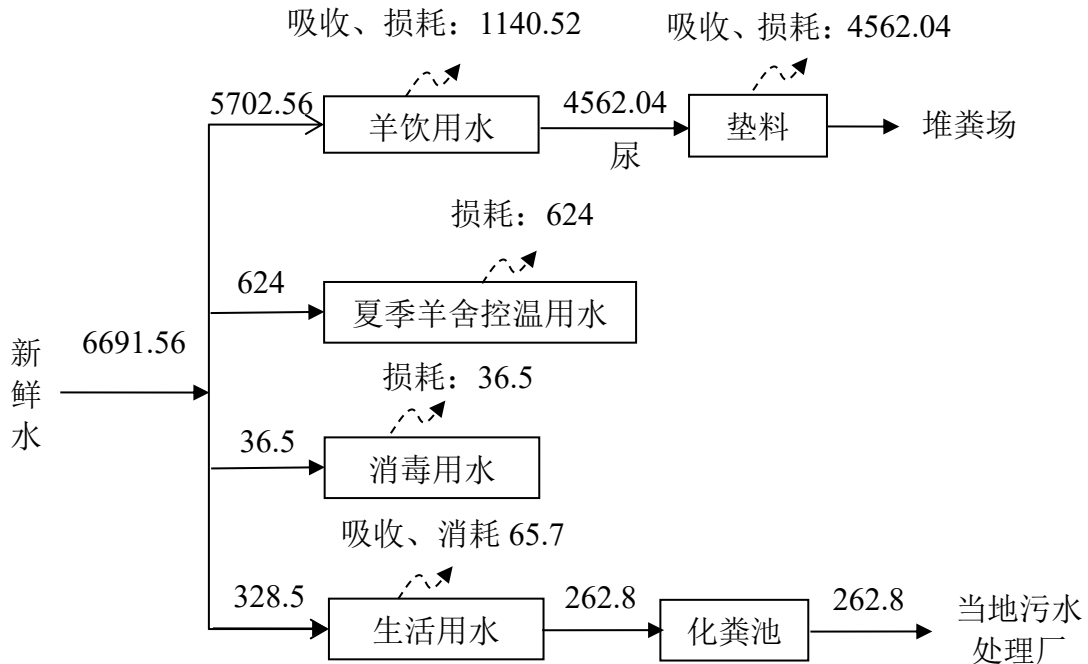 吸收、损耗：1140.52
吸收、损耗：4562.04
5702.56
羊饮用水
4562.04
尿
垫料
堆粪场
损耗：624
624
夏季羊舍控温用水
新
鲜
水
6691.56
损耗：36.5
36.5
消毒用水
吸收、消耗 65.7
328.5
生活用水
262.8
化粪池
262.8
当地污水
处理厂